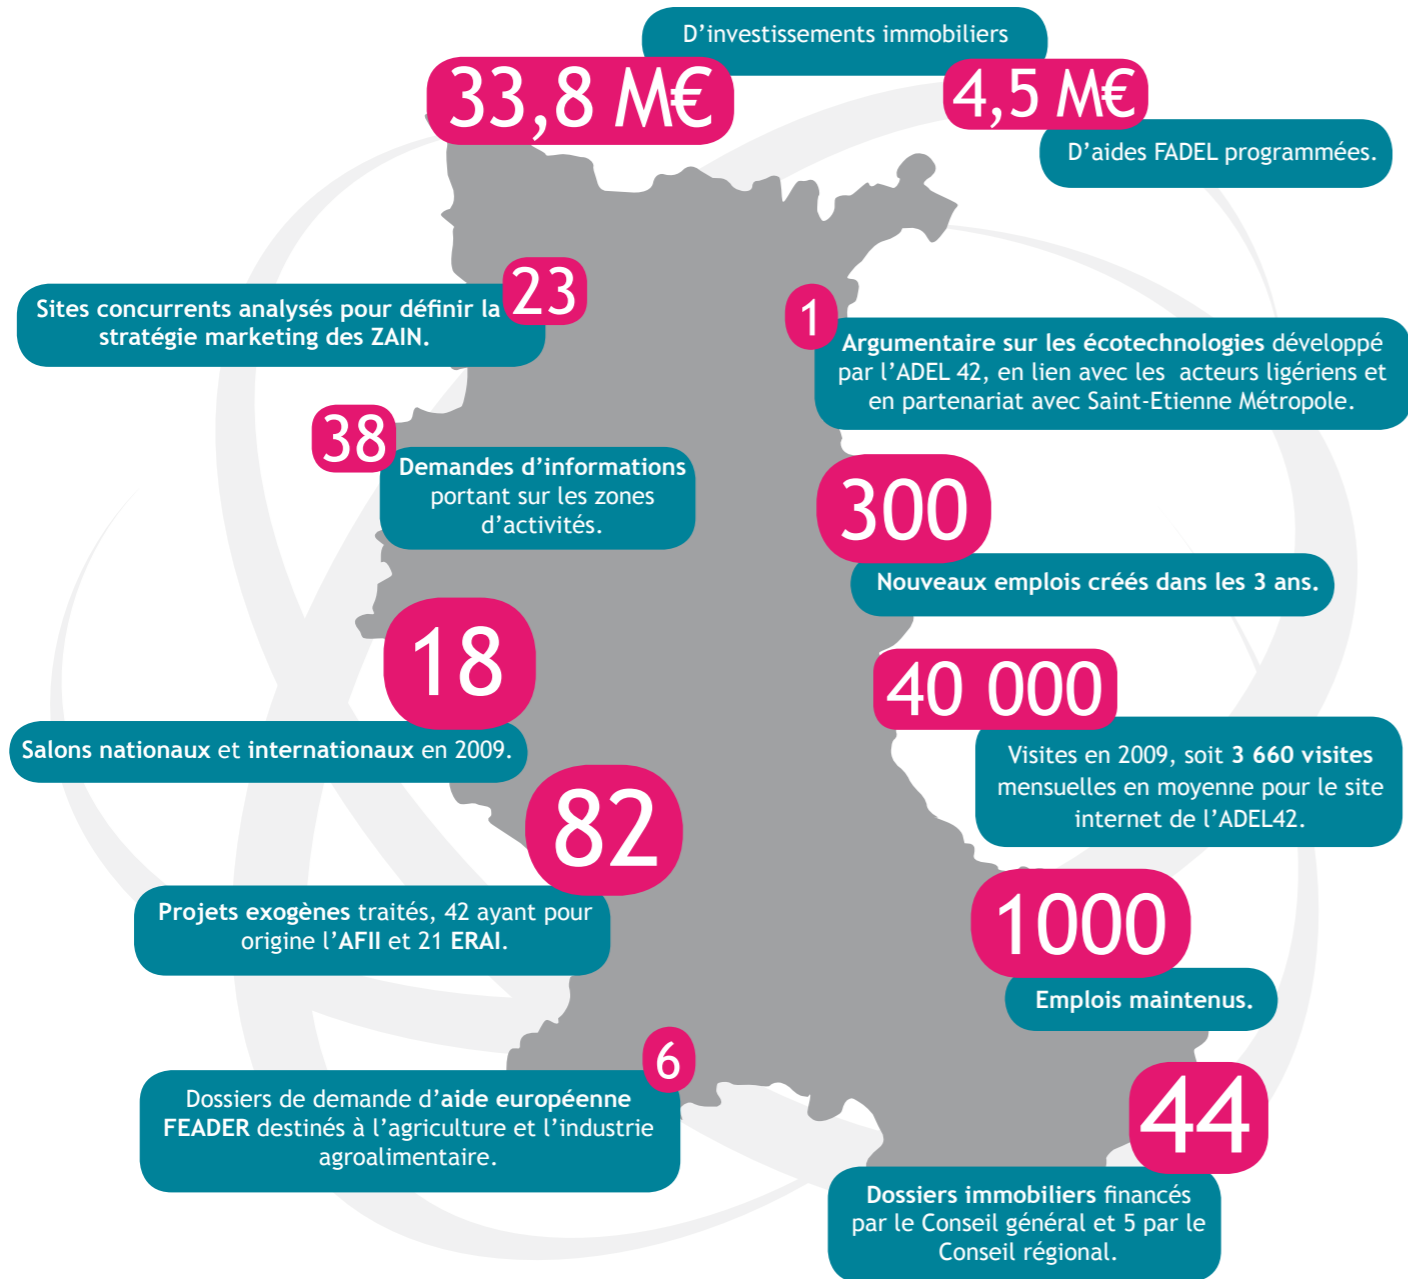 33,8 M€
D'investissements immobiliers
4,5 M€
D'aides FADEL programmées.
23
Sites concurrents analysés pour définir la
stratégie marketing des ZAIN.
1
Argumentaire sur les écotechnologies développé
par l'ADEL 42, en lien avec les acteurs ligériens et
en partenariat avec Saint-Etienne Métropole.
38
Demandes d'informations
portant sur les zones
d'activités.
300
Nouveaux emplois créés dans les 3 ans.
18
Salons nationaux et internationaux en 2009.
40 000
Visites en 2009, soit 3 660 visites
mensuelles en moyenne pour le site
internet de l'ADEL42.
82
Projets exogènes traités, 42 ayant pour
origine l'AFII et 21 ERAI.
1000
Emplois maintenus.
6
Dossiers de demande d'aide européenne
FEADER destinés à l'agriculture et l'industrie
agroalimentaire.
44
Dossiers immobiliers financés
par le Conseil général et 5 par le
Conseil régional.